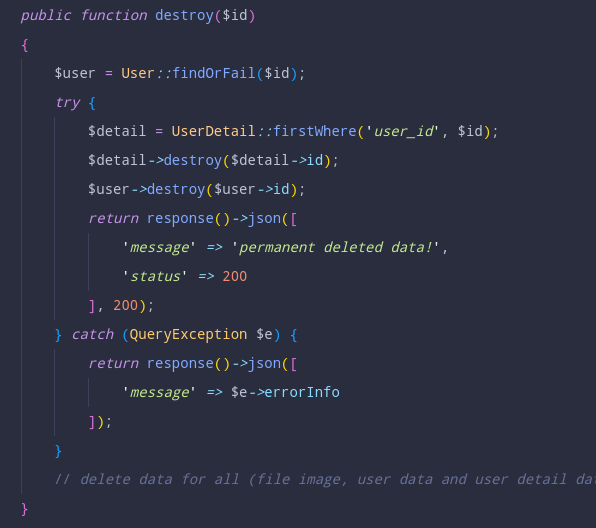 public function destroy($id)
{
$user = User::findOrFail($id);
try {
$detail = UserDetail::firstWhere('user_id', $id);
$detail->destroy($detail->id);
$user->destroy($user->id);
return response()->json([
'message' => 'permanent deleted data!',
'status' => 200
], 200);
} catch (QueryException $e) {
return response()->json([
'message' => $e->errorInfo
]);
}
// delete data for all (file image, user data and user detail dat
}